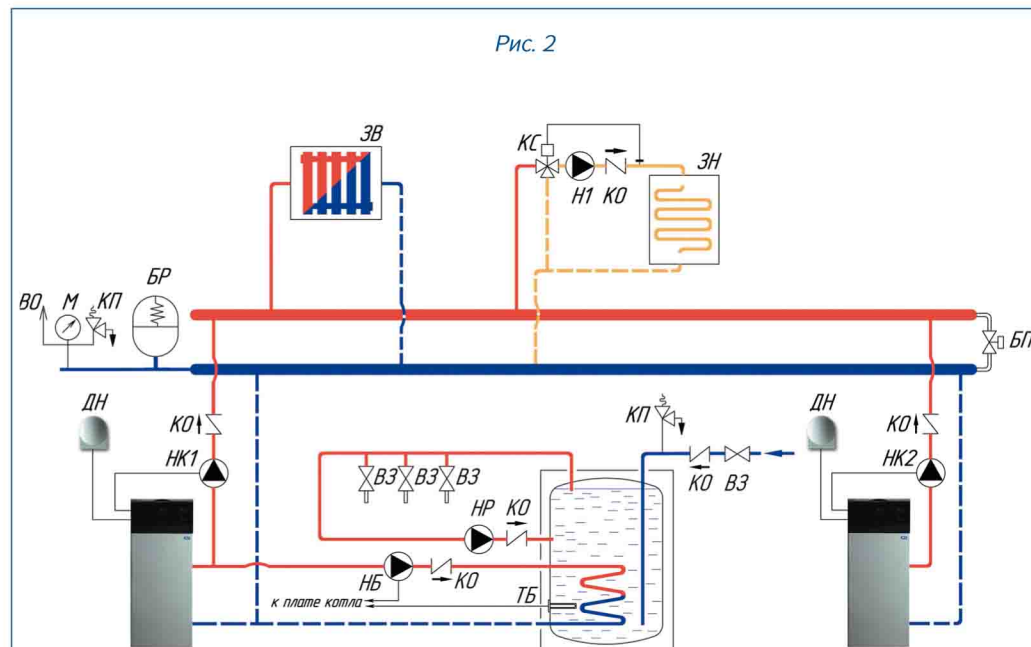 Рис. 2
ЗВ
КС
Н1 КО
ЗН
ВО М КП
БР
БП
ДН
КО
НК1
ВЗ ВЗ ВЗ
НР КО
КП
КО ВЗ
ДН
КО
НК2
НБ КО
ТБ
к плате котла